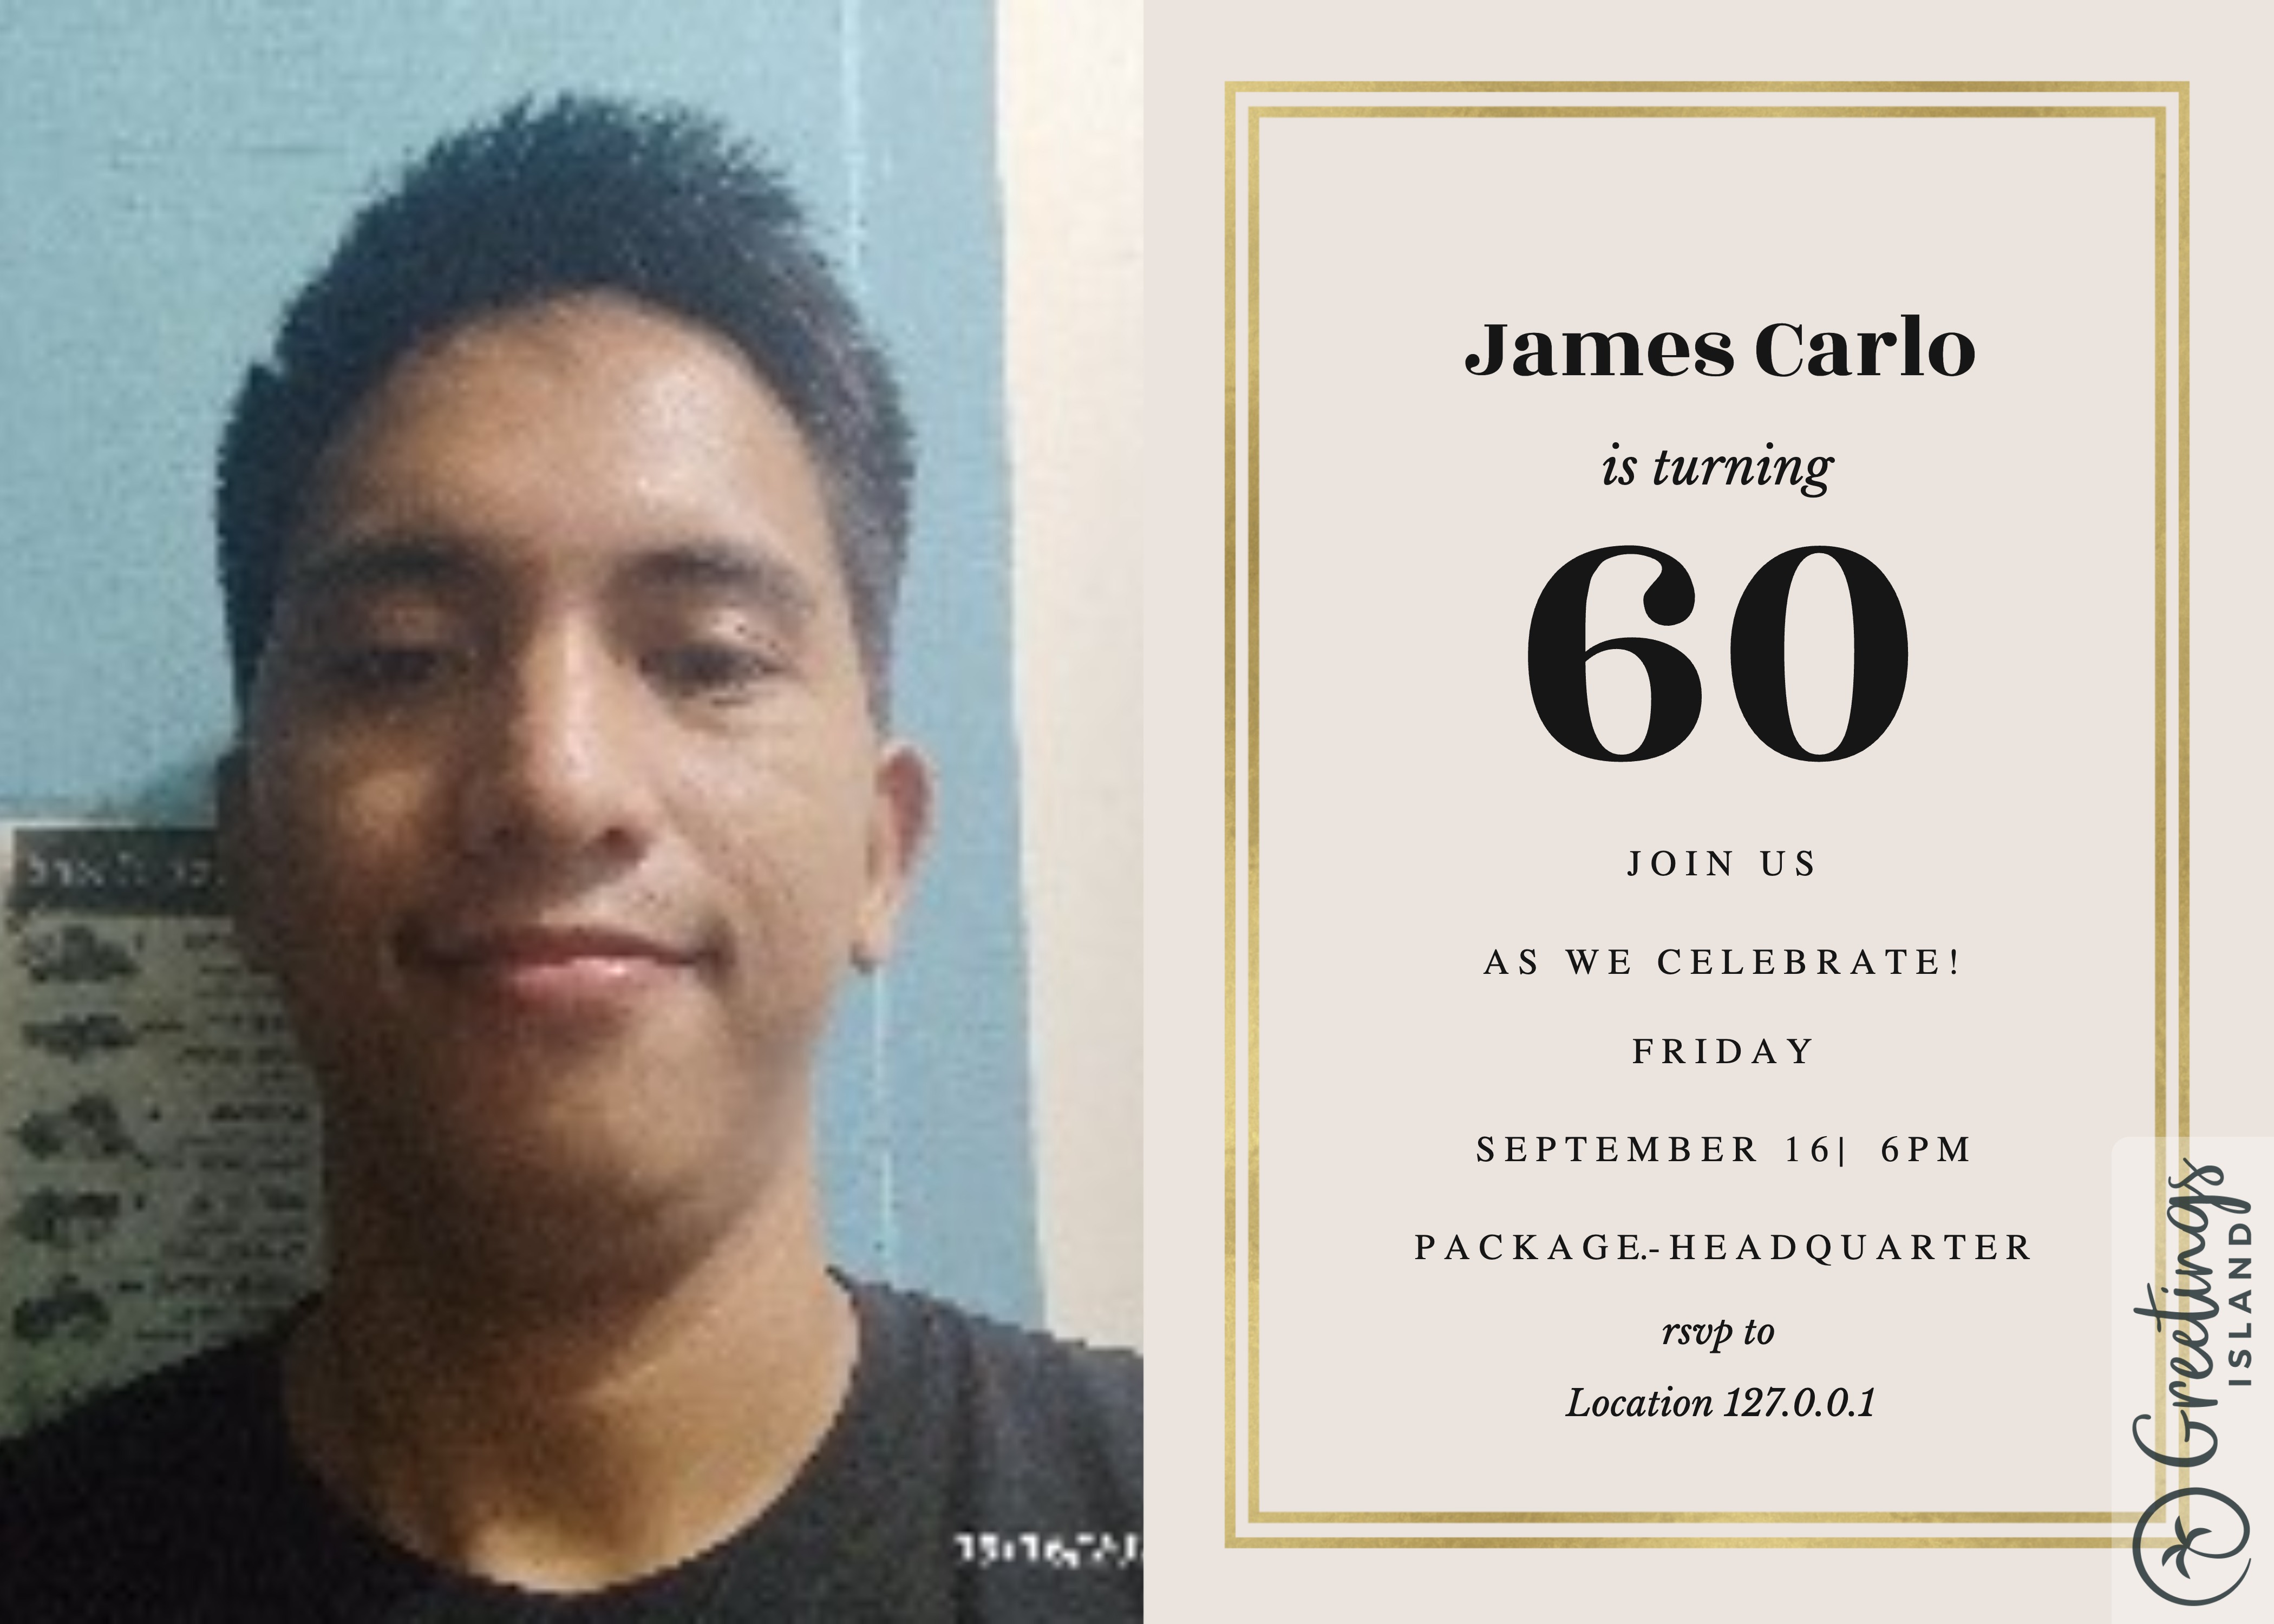 James Carlo
is turning
60
JOIN US
AS WE CELEBRATE!
FRIDAY
SEPTEMBER 16| 6PM
PACKAGE.-HEADQUARTER
rsvp to
Location 127.0.0.1
Greetings
ISLAND